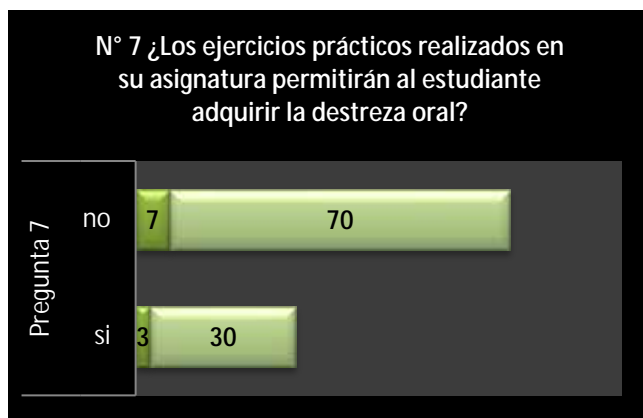 N° 7 ¿Los ejercicios prácticos realizados en
su asignatura permitirán al estudiante
adquirir la destreza oral?
Pregunta 7
no
7
70
si
3
30